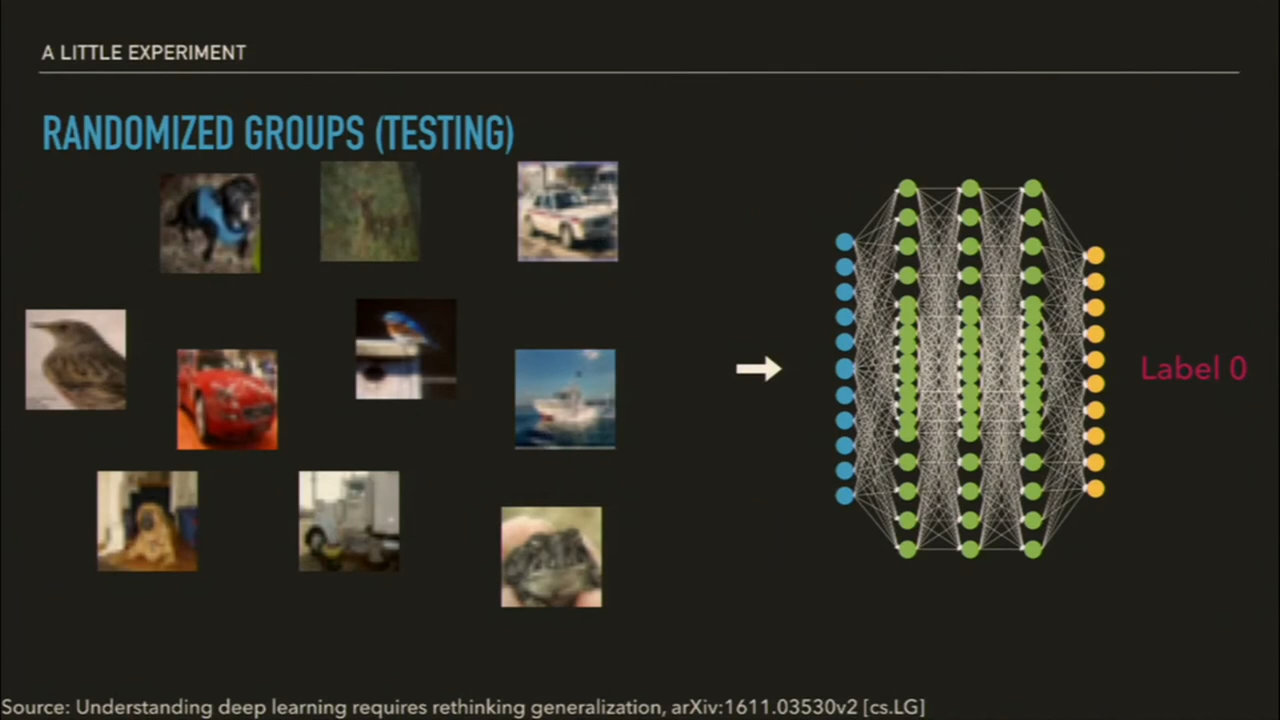 A LITTLE EXPERIMENT
RANDOMIZED GROUPS (TESTING)
Label 0
Source: Understanding deep learning requires rethinking generalization, arXiv:1611.03530v2 [cs.LG]